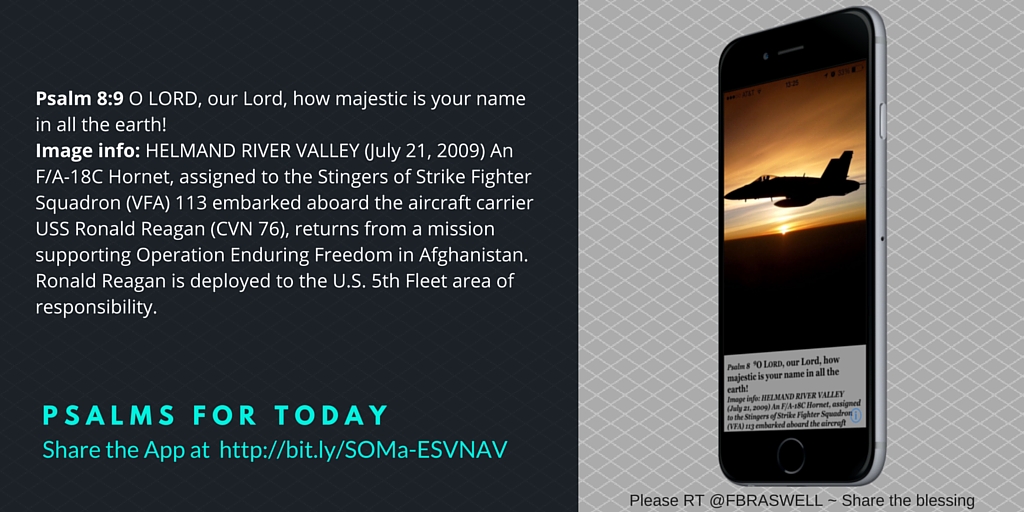 Psalm 8:9 O LORD, our Lord, how majestic is your name
in all the earth!
Image info: HELMAND RIVER VALLEY (July 21, 2009) An
F/A-18C Hornet, assigned to the Stingers of Strike Fighter
Squadron (VFA) 113 embarked aboard the aircraft carrier
USS Ronald Reagan (CVN 76), returns from a mission
supporting Operation Enduring Freedom in Afghanistan.
Ronald Reagan is deployed to the U.S. 5th Fleet area of
responsibility.
PSALMS FOR TODAY
Share the App at http://bit.ly/SOMa-ESVNAV
Psalm 8 ⁹O LORD, our Lord, how
majestic is your name in all the
earth!
Image info: HELMAND RIVER VALLEY
(July 21, 2009) An F/A-18C Hornet, assigned
to the Stingers of Strike Fighter Squadron
(VFA) 113 embarked aboard the aircraft
Please RT @FBRASWELL ~ Share the blessing